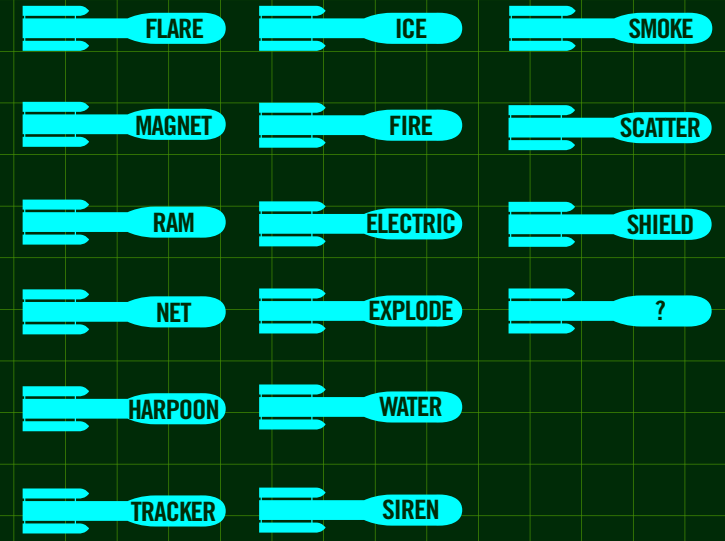 FLARE
ICE
SMOKE
MAGNET
FIRE
SCATTER
RAM
ELECTRIC
SHIELD
NET
EXPLODE
?
HARPOON
WATER
TRACKER
SIREN